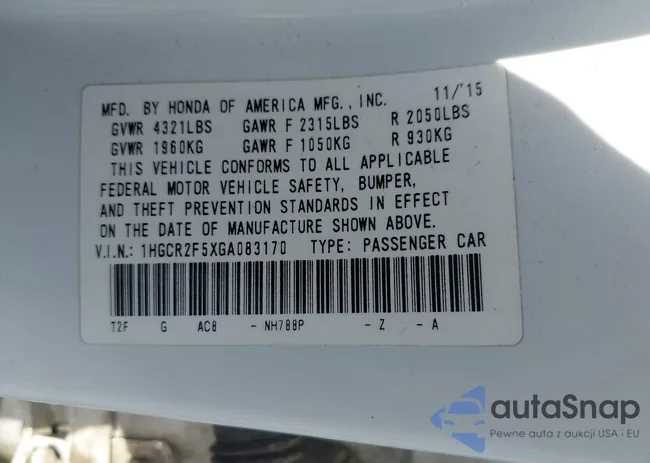 MFD. BY HONDA OF AMERICA MFG., INC. 11/'15
GVWR 4321LBS GAWR F 2315LBS R 2050LBS
GVWR 1960KG GAWR F 1050KG R 930KG
THIS VEHICLE CONFORMS TO ALL APPLICABLE
FEDERAL MOTOR VEHICLE SAFETY, BUMPER,
AND THEFT PREVENTION STANDARDS IN EFFECT
ON THE DATE OF MANUFACTURE SHOWN ABOVE.
V.I.N.: 1HGCR2F5XGA083170 TYPE: PASSENGER CAR
T2F G AC8 - NH788P - Z - A
autaSnap
Pewne auta z aukcji USA i EU